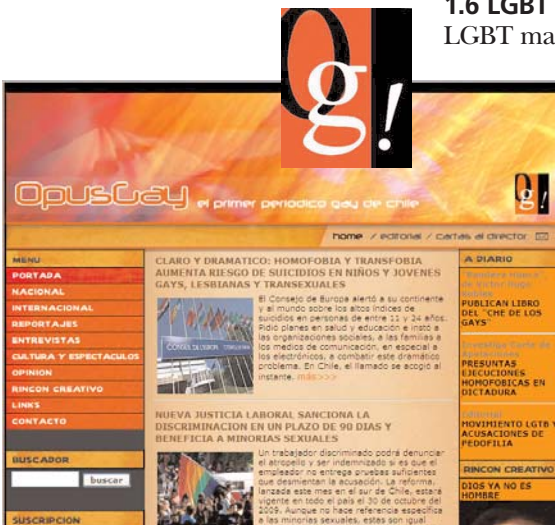 1.6 LGBT
LGBT ma
Og!
OpusGay el primer periodico gay de chile
Og!
home / editorial / cartas al director
MENU
PORTADA
NACIONAL
INTERNACIONAL
REPORTAJES
ENTREVISTAS
CULTURA Y ESPECTACULOS
OPINION
RINCON CREATIVO
LINKS
CONTACTO
BUSCADOR
buscar
SUSCRIPCION
CLARO Y DRAMATICO: HOMOFOBIA Y TRANSFOBIA
AUMENTA RIESGO DE SUICIDIOS EN NIÑOS Y JOVENES
GAYS, LESBIANAS Y TRANSEXUALES
El Consejo de Europa alertó a su continente
y al mundo sobre los altos índices de
suicidios en personas de entre 11 y 24 años.
Pidió planes en salud y educación e instó a
las organizaciones sociales, a las familias a
los medios de comunicación, en especial a
los electrónicos, a combatir este dramático
problema. En Chile, el llamado se acogió al
instante. más>>>
NUEVA JUSTICIA LABORAL SANCIONA LA
DISCRIMINACION EN UN PLAZO DE 90 DIAS Y
BENEFICIA A MINORIAS SEXUALES
Un trabajador discriminado podrá denunciar
el atropello y ser indemnizado si es que el
empleador no entrega pruebas suficientes
que desmientan la acusación. La reforma,
lanzada este mes en el sur de Chile, estará
vigente en todo el país el 30 de octubre del
2009. Aunque no hace referencia específica
a las minorias sexuales, estas son igual
A DIARIO
PUBLICAN LIBRO
DEL "CHE DE LOS
GAYS"
PRESUNTAS
EJECUCIONES
HOMOFOBICAS EN
DICTADURA
Editorial
MOVIMIENTO LGTB Y
ACUSACIONES DE
PEDOFILIA
RINCON CREATIVO
DIOS YA NO ES
HOMBRE